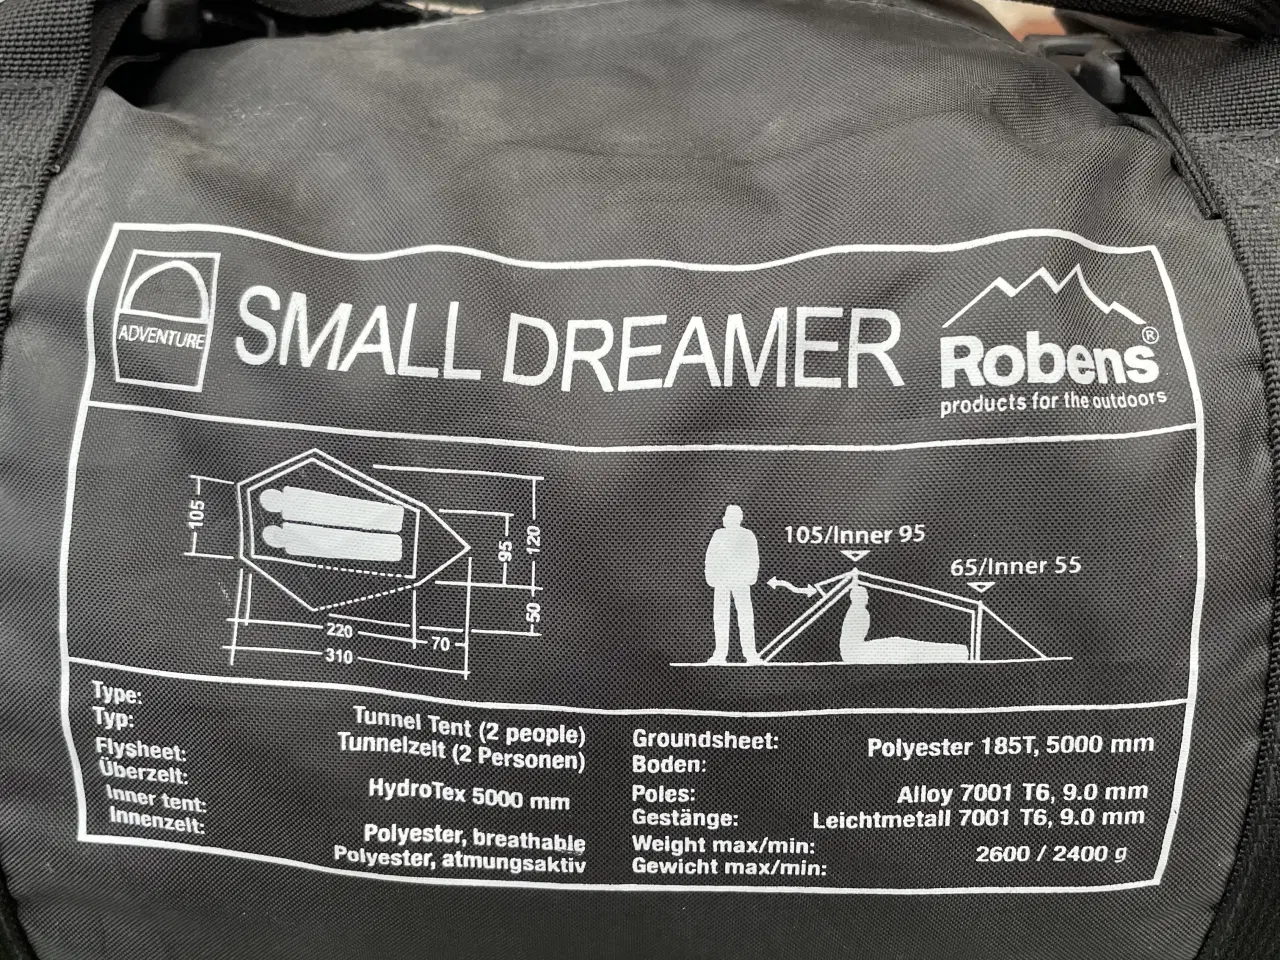 ADVENTURE
SMALL DREAMER
Robens®
products for the outdoors
105
95
120
50
220
70
310
105/Inner 95
65/Inner 55
Type: Tunnel Tent (2 people)
Typ: Tunnelzelt (2 Personen)
Flysheet: HydroTex 5000 mm
Überzelt:
Inner tent: Polyester, breathable
Innenzelt: Polyester, atmungsaktiv
Groundsheet: Polyester 185T, 5000 mm
Boden:
Poles: Alloy 7001 T6, 9.0 mm
Gestänge: Leichtmetall 7001 T6, 9.0 mm
Weight max/min: 2600 / 2400 g
Gewicht max/min: